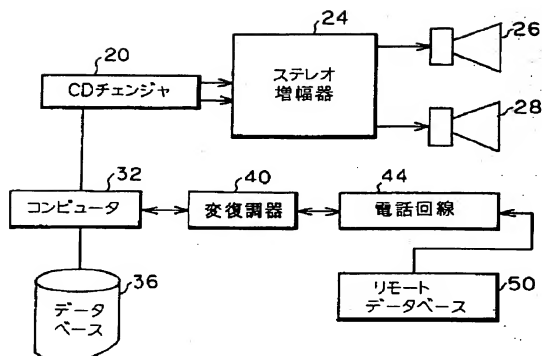 24
26
20
ステレオ
増幅器
CDチェンジャ
28
32
40
44
コンピュータ
変復調器
電話回線
36
データ
ベース
リモート
データベース
50